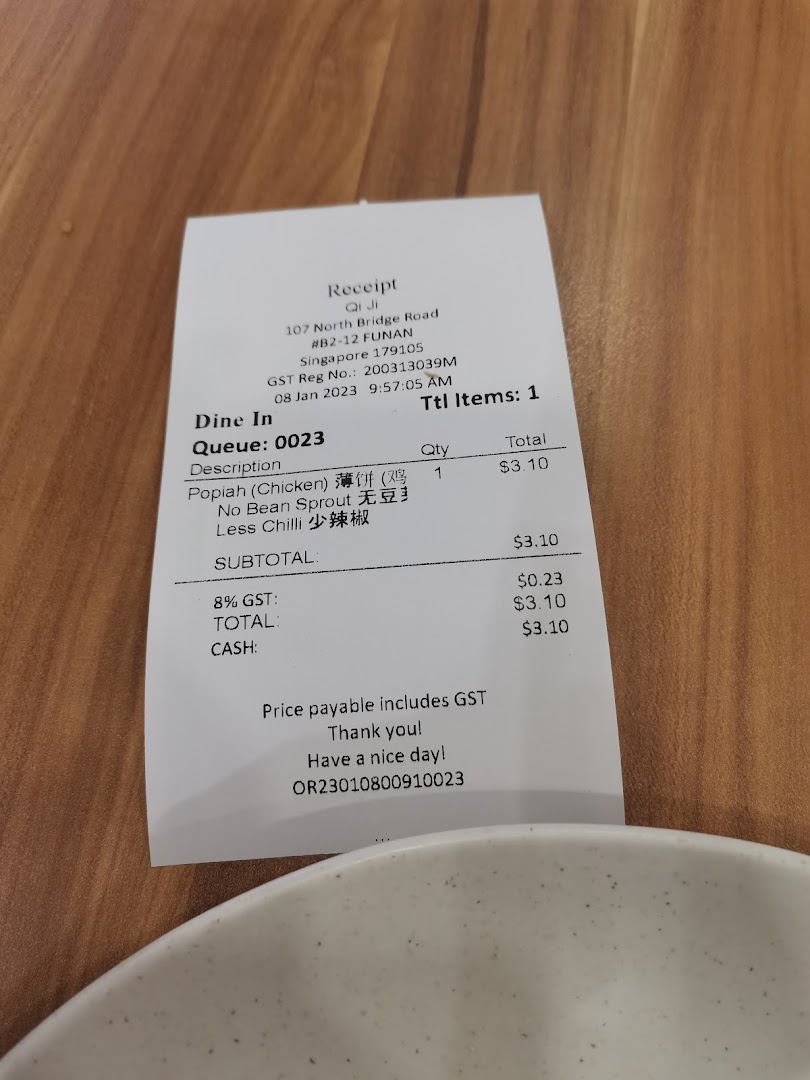 Receipt
Qi Ji
107 North Bridge Road
#B2-12 FUNAN
Singapore 179105
GST Reg No.: 200313039M
08 Jan 2023 9:57:05 AM
Dine In Ttl Items: 1
Queue: 0023
Description Qty Total
Popiah (Chicken) 薄饼 (鸡 1 $3.10
No Bean Sprout 无豆
Less Chilli 少辣椒
SUBTOTAL: $3.10
8% GST: $0.23
TOTAL: $3.10
CASH: $3.10
Price payable includes GST
Thank you!
Have a nice day!
OR23010800910023